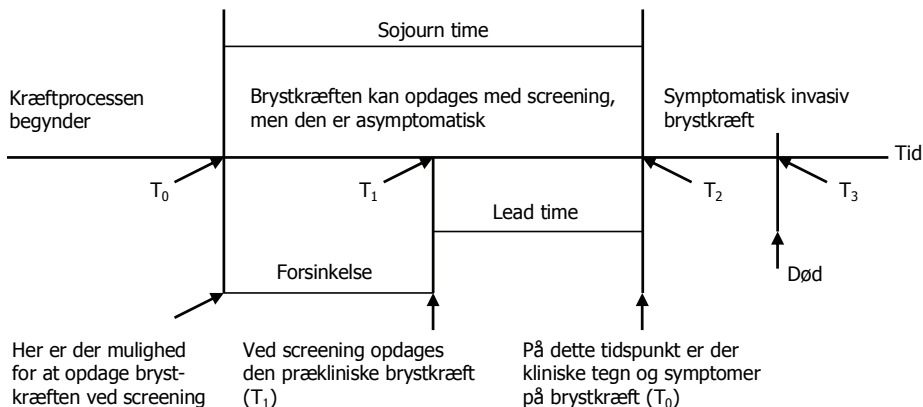 Sojourn time
Kræftprocessen
begynder
Brystkræften kan opdages med screening,
men den er asymptomatisk
Symptomatisk invasiv
brystkræft
Tid
T₀
T₁
T₂
T₃
Lead time
Forsinkelse
Død
Her er der mulighed
for at opdage bryst-
kræften ved screening
Ved screening opdages
den prækliniske brystkræft
(T₁)
På dette tidspunkt er der
kliniske tegn og symptomer
på brystkræft (T₀)